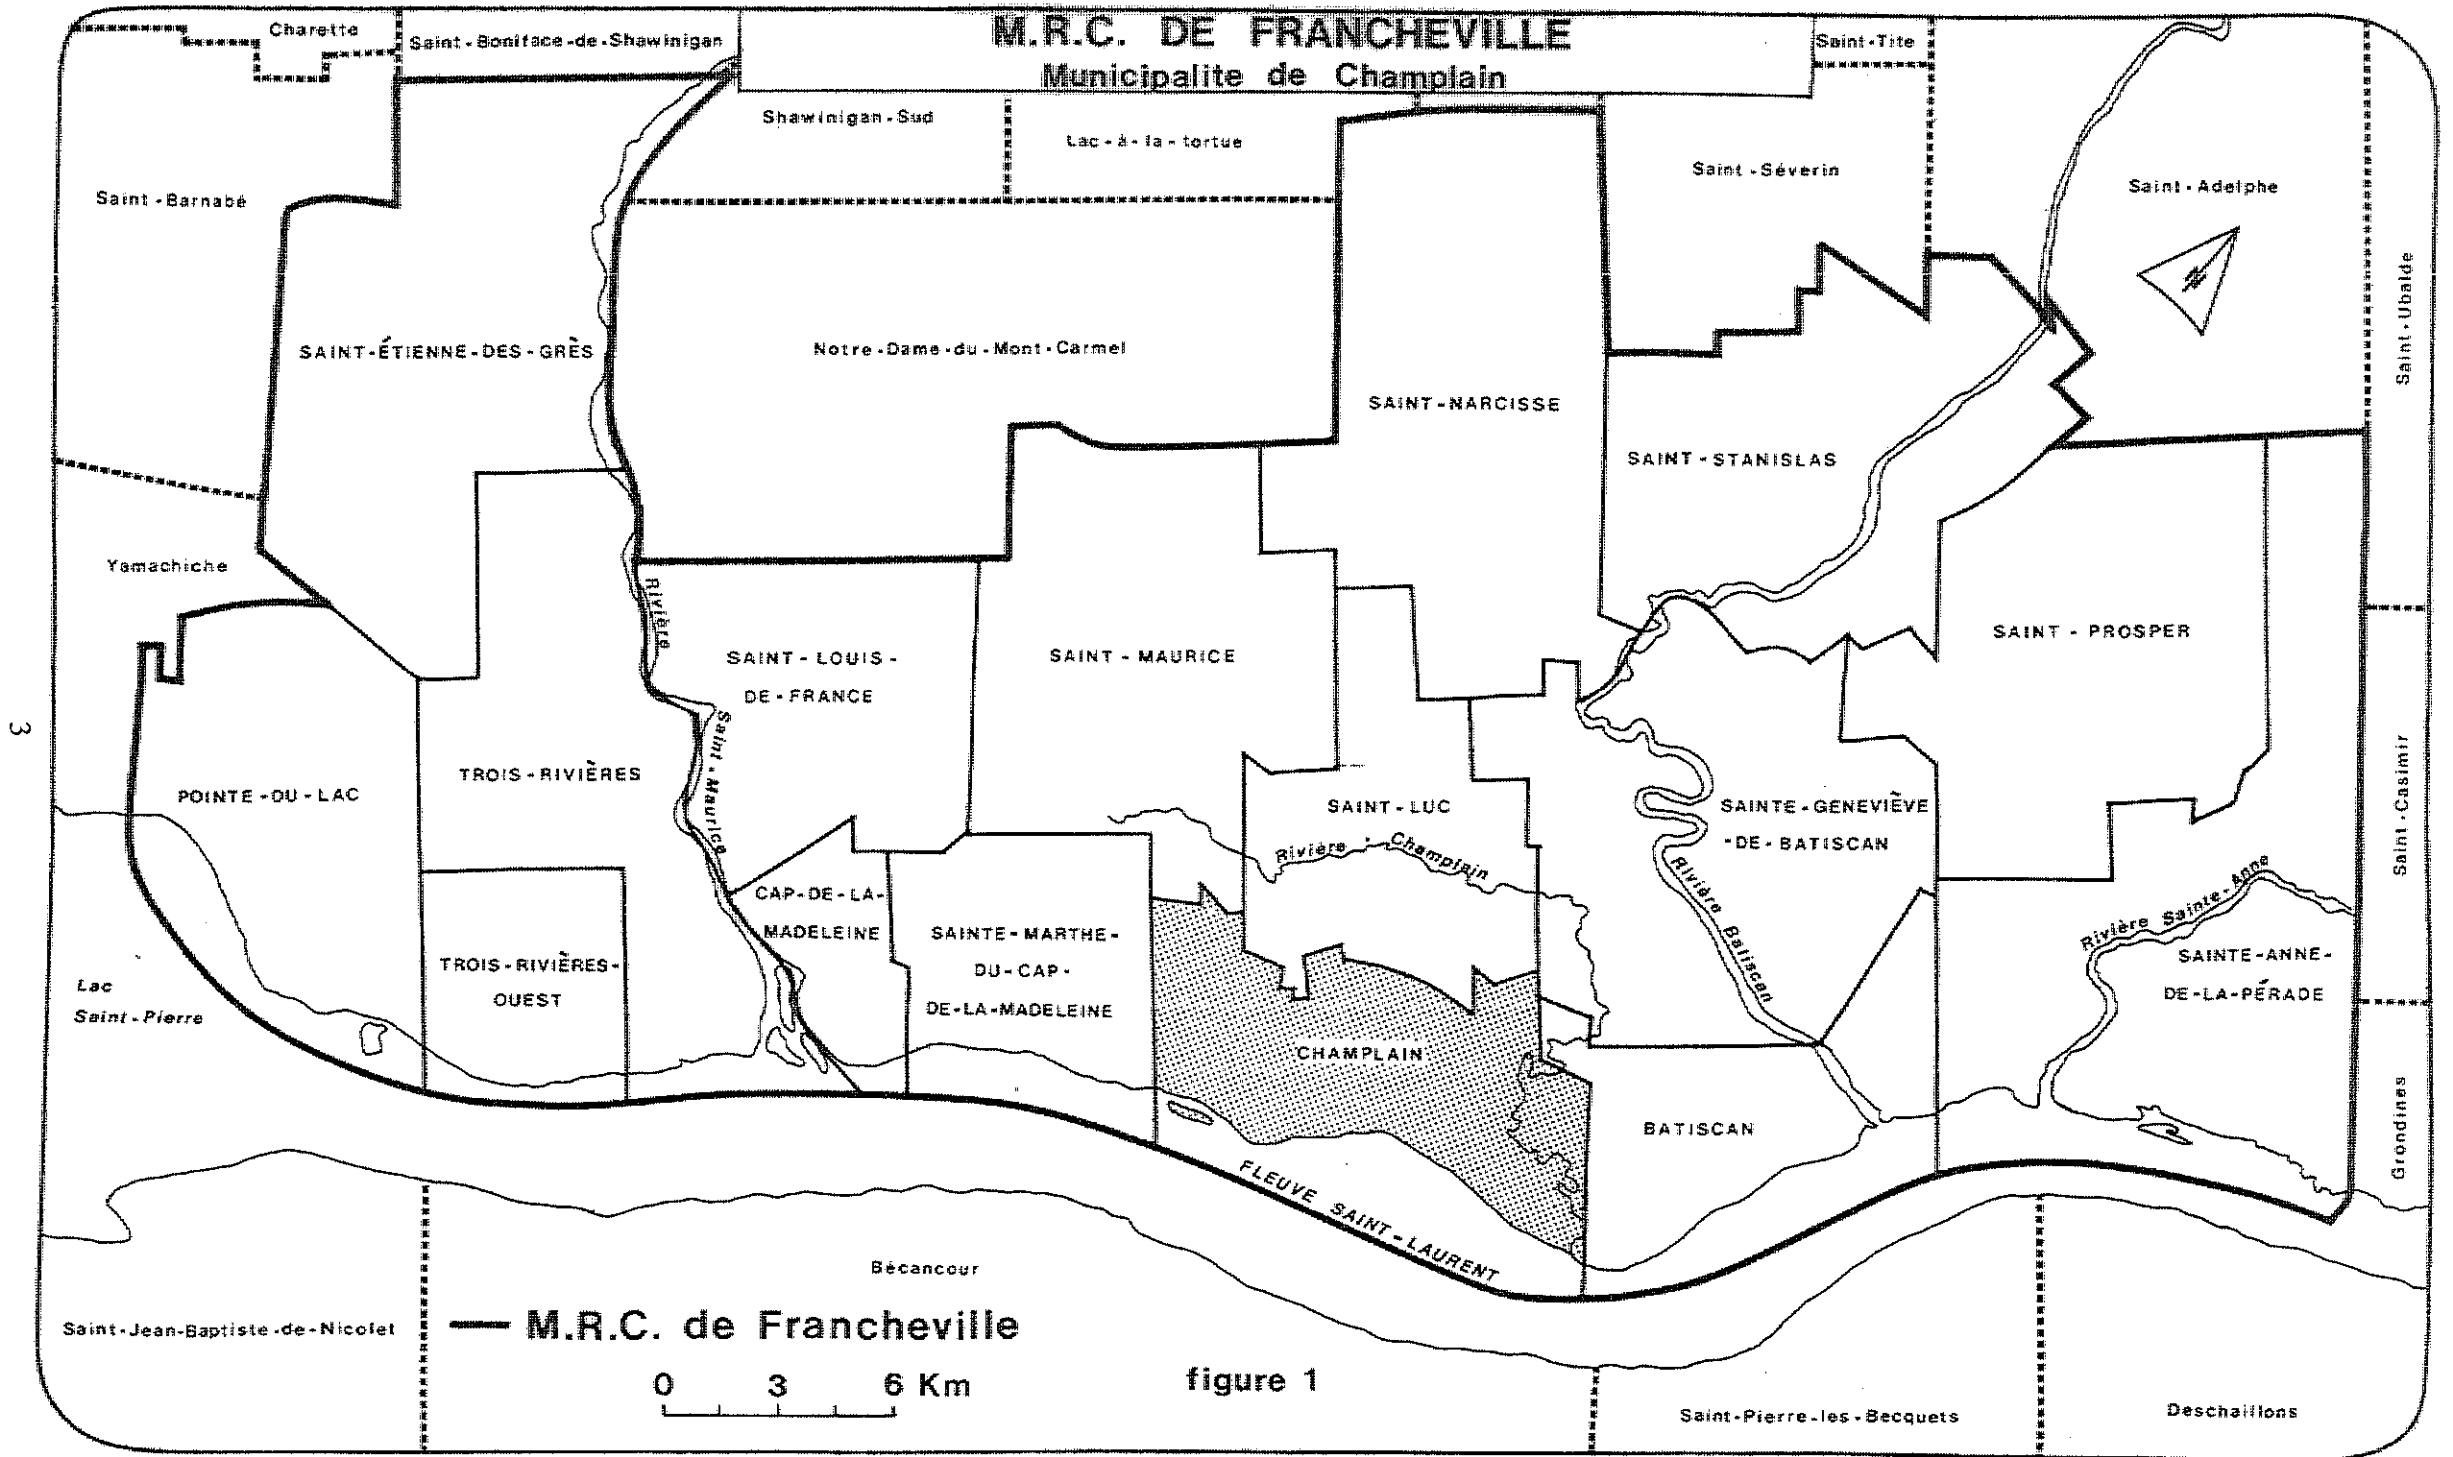 M.R.C. DE FRANCHEVILLE
Municipalite de Champlain
Charette
Saint-Boniface-de-Shawinigan
Saint-Tite
Shawinigan-Sud
Lac-à-la-tortue
Saint-Séverin
Saint-Adelphe
Saint-Barnabé
Saint-Ubalde
SAINT-ÉTIENNE-DES-GRÈS
Notre-Dame-du-Mont-Carmel
SAINT-NARCISSE
SAINT-STANISLAS
Yamachiche
Rivière
Saint-Maurice
SAINT-LOUIS-
DE-FRANCE
SAINT-MAURICE
SAINT-PROSPER
3
POINTE-DU-LAC
TROIS-RIVIÈRES
SAINT-LUC
Rivière Champlain
SAINTE-GENEVIÈVE
-DE-BATISCAN
Rivière Batiscan
Saint-Casimir
CAP-DE-LA-
MADELEINE
SAINTE-MARTHE-
DU-CAP-
DE-LA-MADELEINE
Rivière Sainte-Anne
SAINTE-ANNE-
DE-LA-PÉRADE
TROIS-RIVIÈRES-
OUEST
Lac
Saint-Pierre
CHAMPLAIN
BATISCAN
Grondines
FLEUVE SAINT-LAURENT
Bécancour
Saint-Jean-Baptiste-de-Nicolet
M.R.C. de Francheville
0 3 6 Km
figure 1
Saint-Pierre-les-Becquets
Deschaillons